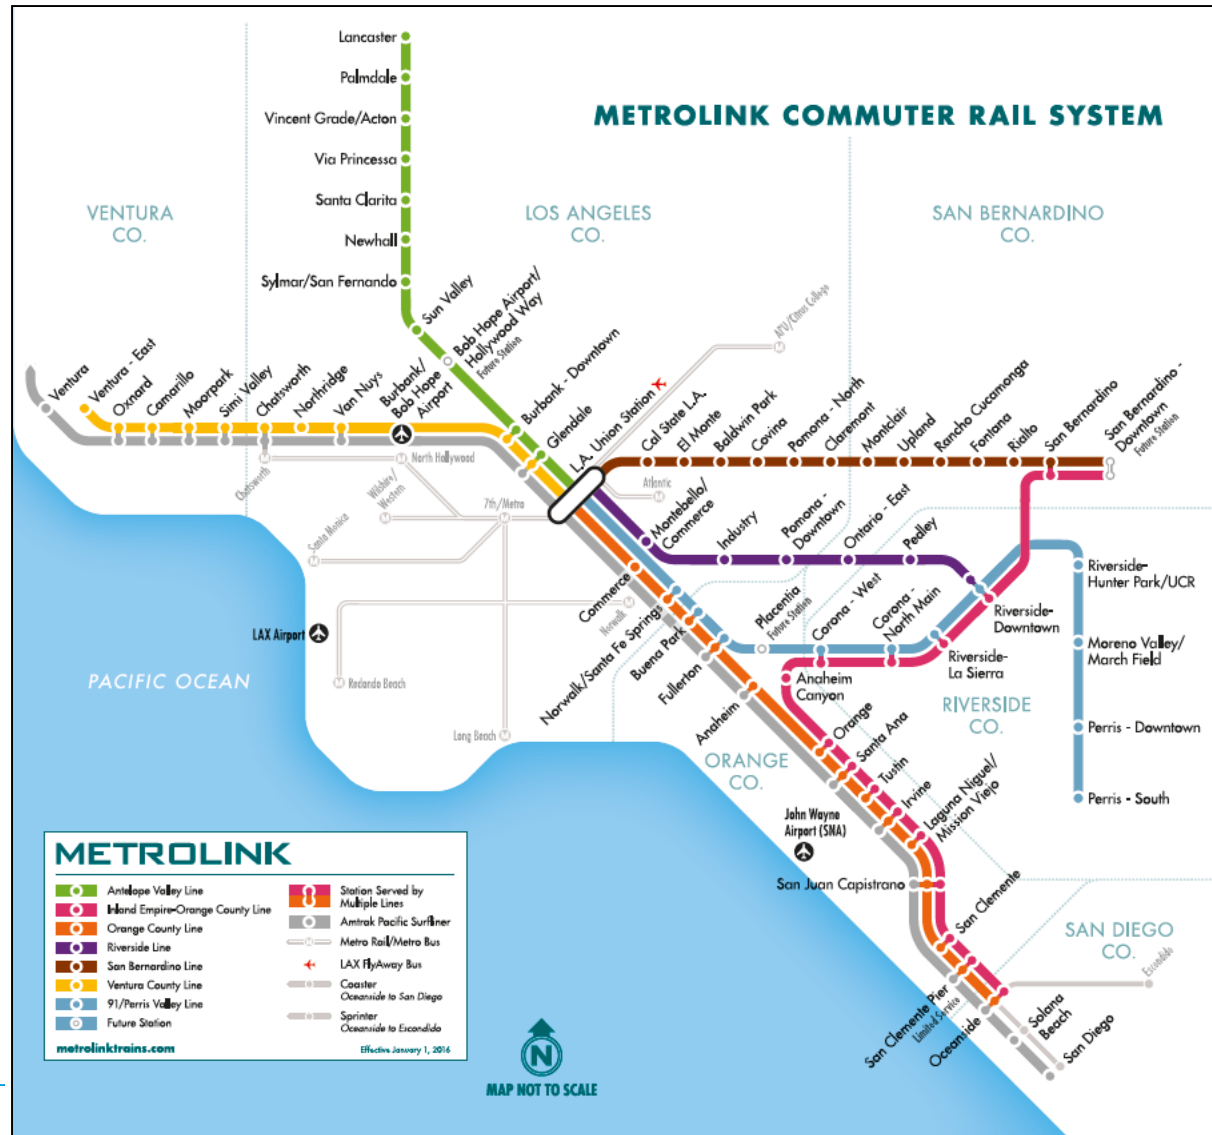 METROLINK COMMUTER RAIL SYSTEM
Lancaster
Palmdale
Vincent Grade/Acton
Via Princessa
Santa Clarita
Newhall
Sylmar/San Fernando
VENTURA
CO.
LOS ANGELES
CO.
SAN BERNARDINO
CO.
Sun Valley
Bob Hope Airport/
Hollywood Way
Future Station
Burbank - Downtown
Glendale
L.A. Union Station
APU/Citrus College
M
Ventura
Ventura - East
Oxnard
Camarillo
Moorpark
Simi Valley
Chatsworth
Northridge
Van Nuys
Burbank/
Bob Hope
Airport
Cal State L.A.
El Monte
Baldwin Park
Covina
Pomona - North
Claremont
Montclair
Upland
Rancho Cucamonga
Fontana
Rialto
San Bernardino
San Bernardino -
Downtown
Future Station
Chatsworth
M
North Hollywood
M
Wilshire/
Western
M
7th/Metro
M
Santa Monica
M
Atlantic
M
Montebello/
Commerce
Industry
Pomona -
Downtown
Ontario - East
Pedley
Riverside-
Downtown
Riverside-
Hunter Park/UCR
Moreno Valley/
March Field
Perris - Downtown
Perris - South
Commerce
Norwalk
M
Norwalk/Santa Fe Springs
Buena Park
Fullerton
Placentia
Future Station
Corona - West
Corona -
North Main
Riverside-
La Sierra
RIVERSIDE
CO.
LAX Airport
Redondo Beach
M
Long Beach
M
PACIFIC OCEAN
Anaheim
Anaheim
Canyon
ORANGE
CO.
Orange
Santa Ana
Tustin
Irvine
Laguna Niguel/
Mission Viejo
John Wayne
Airport (SNA)
San Juan Capistrano
San Clemente
San Clemente Pier
Limited Service
SAN DIEGO
CO.
Escondido
Oceanside
Solana
Beach
San Diego
METROLINK
Antelope Valley Line
Inland Empire-Orange County Line
Orange County Line
Riverside Line
San Bernardino Line
Ventura County Line
91/Perris Valley Line
Future Station
Station Served by
Multiple Lines
Amtrak Pacific Surfliner
M
Metro Rail/Metro Bus
LAX FlyAway Bus
Coaster
Oceanside to San Diego
Sprinter
Oceanside to Escondido
metrolinktrains.com
Effective January 1, 2016
N
MAP NOT TO SCALE